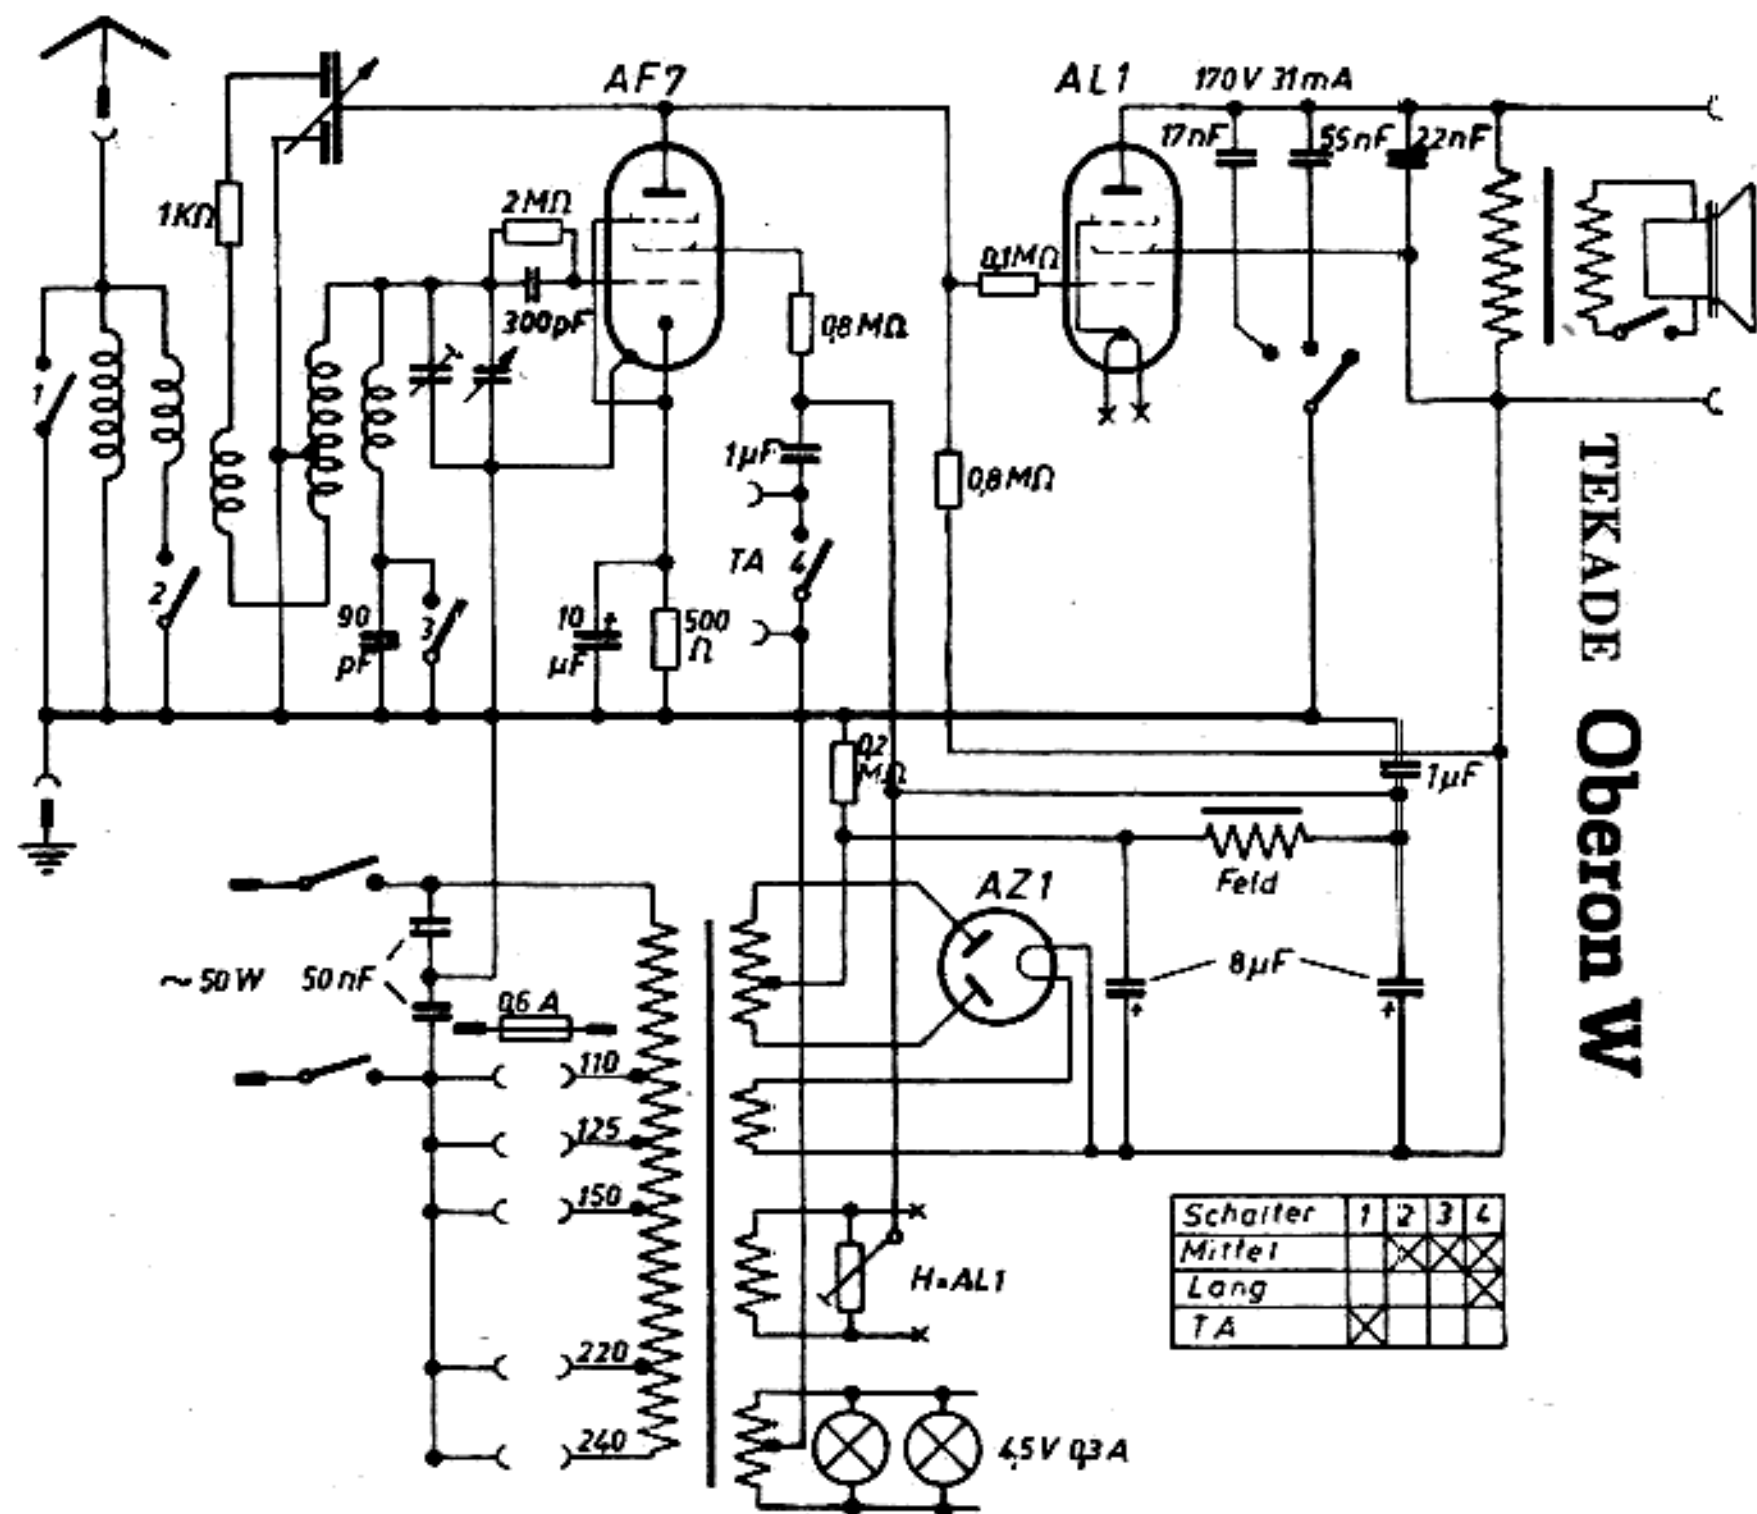 AF7
AL1
170V 31mA
17nF
55nF
22nF
1KΩ
2MΩ
300pF
0,8MΩ
0,1MΩ
1
1µF
0,8MΩ
2
TA
4
90
pF
3
10
µF
+
500
Ω
0,2
MΩ
1µF
Feld
AZ1
~50W
50nF
0,6A
8µF
+
+
110
125
150
220
240
H=AL1
4,5V 0,3A
Schalter 1 2 3 4
Mittel
Lang
TA
TEKADE Oberon W